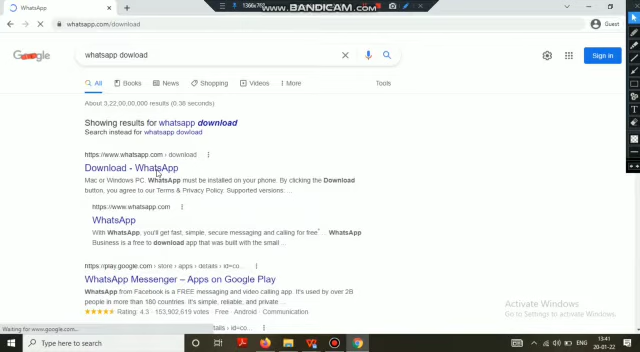 WhatsApp
1366x768
www.BANDICAM.com
whatsapp.com/download
Guest
Google
whatsapp dowload
Sign in
All
Books
News
Shopping
Videos
More
Tools
About 3,22,00,00,000 results (0.38 seconds)
Showing results for whatsapp download
Search instead for whatsapp dowload
https://www.whatsapp.com › download
Download - WhatsApp
Mac or Windows PC. WhatsApp must be installed on your phone. By clicking the Download
button, you agree to our Terms & Privacy Policy. Supported versions: ...
https://www.whatsapp.com
WhatsApp
With WhatsApp, you'll get fast, simple, secure messaging and calling for free* ... WhatsApp
Business is a free to download app that was built with the small ...
https://play.google.com › store › apps › details › id=co...
WhatsApp Messenger – Apps on Google Play
WhatsApp from Facebook is a FREE messaging and video calling app. It's used by over 2B
people in more than 180 countries. It's simple, reliable, and private ...
Rating: 4.3 · 153,902,619 votes · Free · Android · Communication
details › id=co...
Activate Windows
Go to Settings to activate Windows.
Waiting for www.google.com...
Type here to search
ENG
13:41
20-01-22